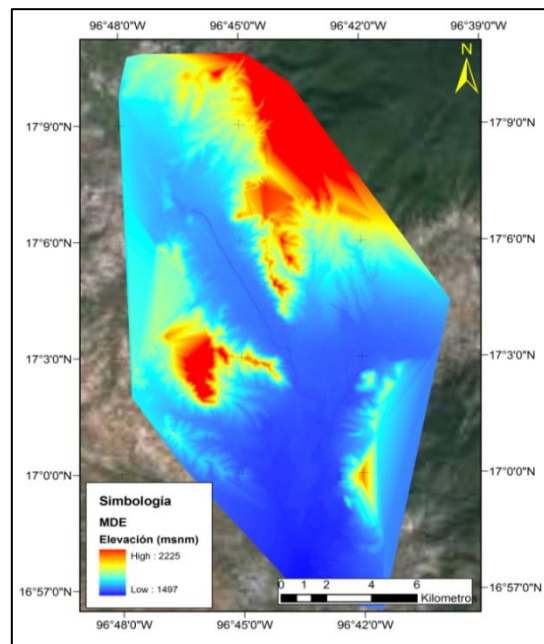 96°48'0"W 96°45'0"W 96°42'0"W 96°39'0"W
N
17°9'0"N 17°9'0"N
17°6'0"N 17°6'0"N
17°3'0"N 17°3'0"N
17°0'0"N 17°0'0"N
Simbología
MDE
Elevación (msnm)
High : 2225
Low : 1497
0 1 2 4 6
Kilometros
16°57'0"N 16°57'0"N
96°48'0"W 96°45'0"W 96°42'0"W